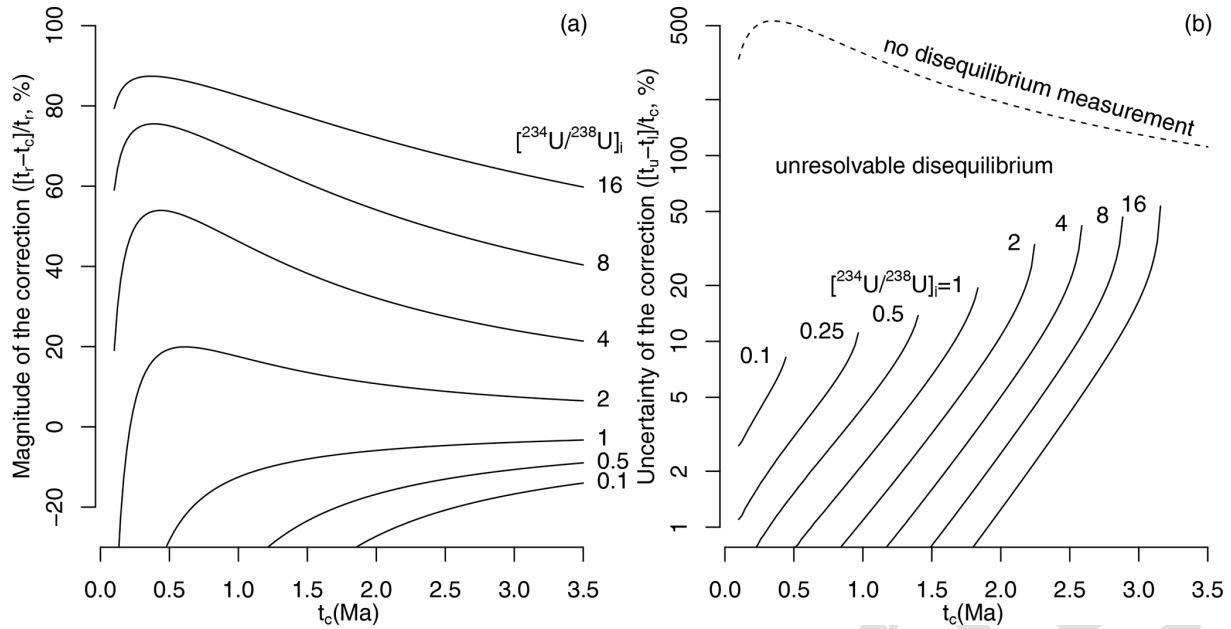 (a)
Magnitude of the correction ([tᵣ−t꜀]/tᵣ, %)
100
80
60
40
20
0
−20
[²³⁴U/²³⁸U]ᵢ
16
8
4
2
1
0.5
0.1
0.0 0.5 1.0 1.5 2.0 2.5 3.0 3.5
t꜀(Ma)
(b)
Uncertainty of the correction ([tᵤ−tₗ]/t꜀, %)
500
100
50
20
10
5
2
1
no disequilibrium measurement
unresolvable disequilibrium
0.1
0.25
0.5
[²³⁴U/²³⁸U]ᵢ=1
2
4
8
16
0.0 0.5 1.0 1.5 2.0 2.5 3.0 3.5
t꜀(Ma)